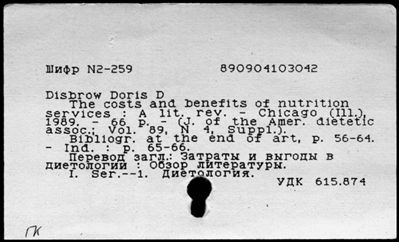 Шифр N2-259 890904103042
Disbrow Doris D
The costs and benefits of nutrition
services : A lit. rev. - Chicago (Ill.),
1989. - 66 p. - (J. of the Amer. dietetic
assoc.; Vol. 89, N 4, Suppl.).
Bibliogr. at the end of art, p. 56-64.
- Ind. : p. 65-66.
Перевод загл.: Затраты и выгоды в
диетологии : Обзор литературы.
I. Ser.--1. Диетология.
УДК 615.874
ГК